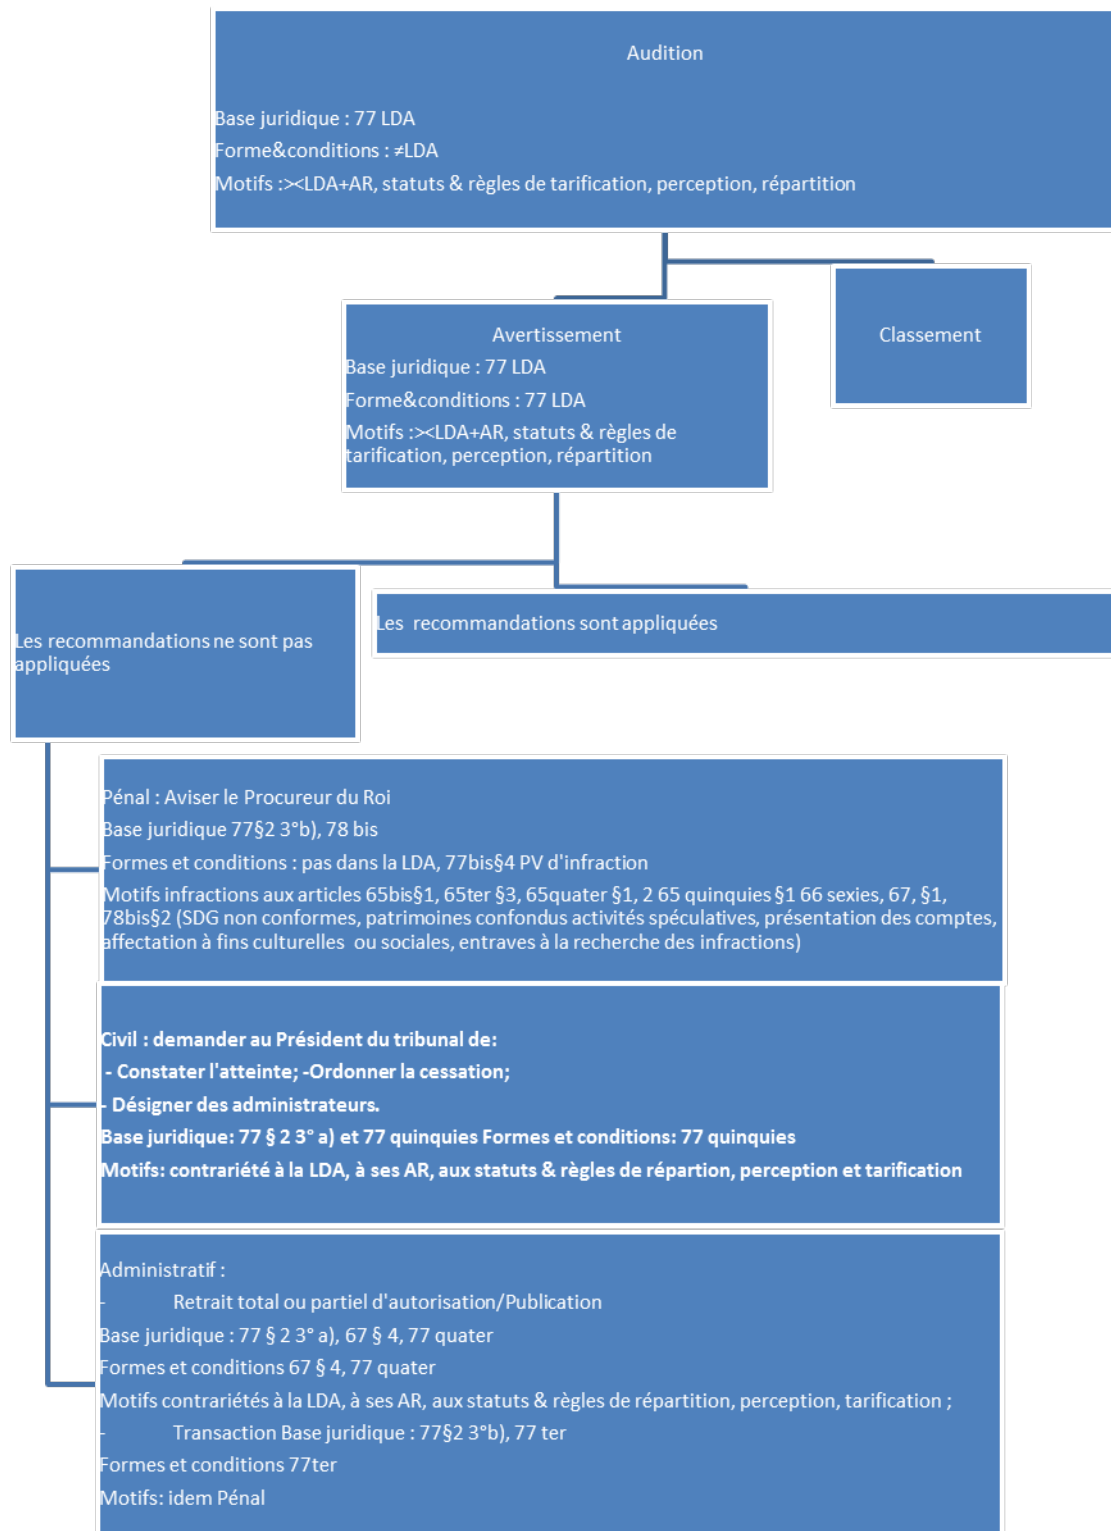 Audition
Base juridique : 77 LDA
Forme&conditions : ≠LDA
Motifs :><LDA+AR, statuts & règles de tarification, perception, répartition
Avertissement
Base juridique : 77 LDA
Forme&conditions : 77 LDA
Motifs :><LDA+AR, statuts & règles de
tarification, perception, répartition
Classement
Les recommandations ne sont pas
appliquées
Les recommandations sont appliquées
Pénal : Aviser le Procureur du Roi
Base juridique 77§2 3°b), 78 bis
Formes et conditions : pas dans la LDA, 77bis§4 PV d'infraction
Motifs infractions aux articles 65bis§1, 65ter §3, 65quater §1, 2 65 quinquies §1 66 sexies, 67, §1,
78bis§2 (SDG non conformes, patrimoines confondus activités spéculatives, présentation des comptes,
affectation à fins culturelles ou sociales, entraves à la recherche des infractions)
Civil : demander au Président du tribunal de:
- Constater l'atteinte; -Ordonner la cessation;
- Désigner des administrateurs.
Base juridique: 77 § 2 3° a) et 77 quinquies Formes et conditions: 77 quinquies
Motifs: contrariété à la LDA, à ses AR, aux statuts & règles de répartion, perception et tarification
Administratif :
- Retrait total ou partiel d'autorisation/Publication
Base juridique : 77 § 2 3° a), 67 § 4, 77 quater
Formes et conditions 67 § 4, 77 quater
Motifs contrariétés à la LDA, à ses AR, aux statuts & règles de répartition, perception, tarification ;
- Transaction Base juridique : 77§2 3°b), 77 ter
Formes et conditions 77ter
Motifs: idem Pénal